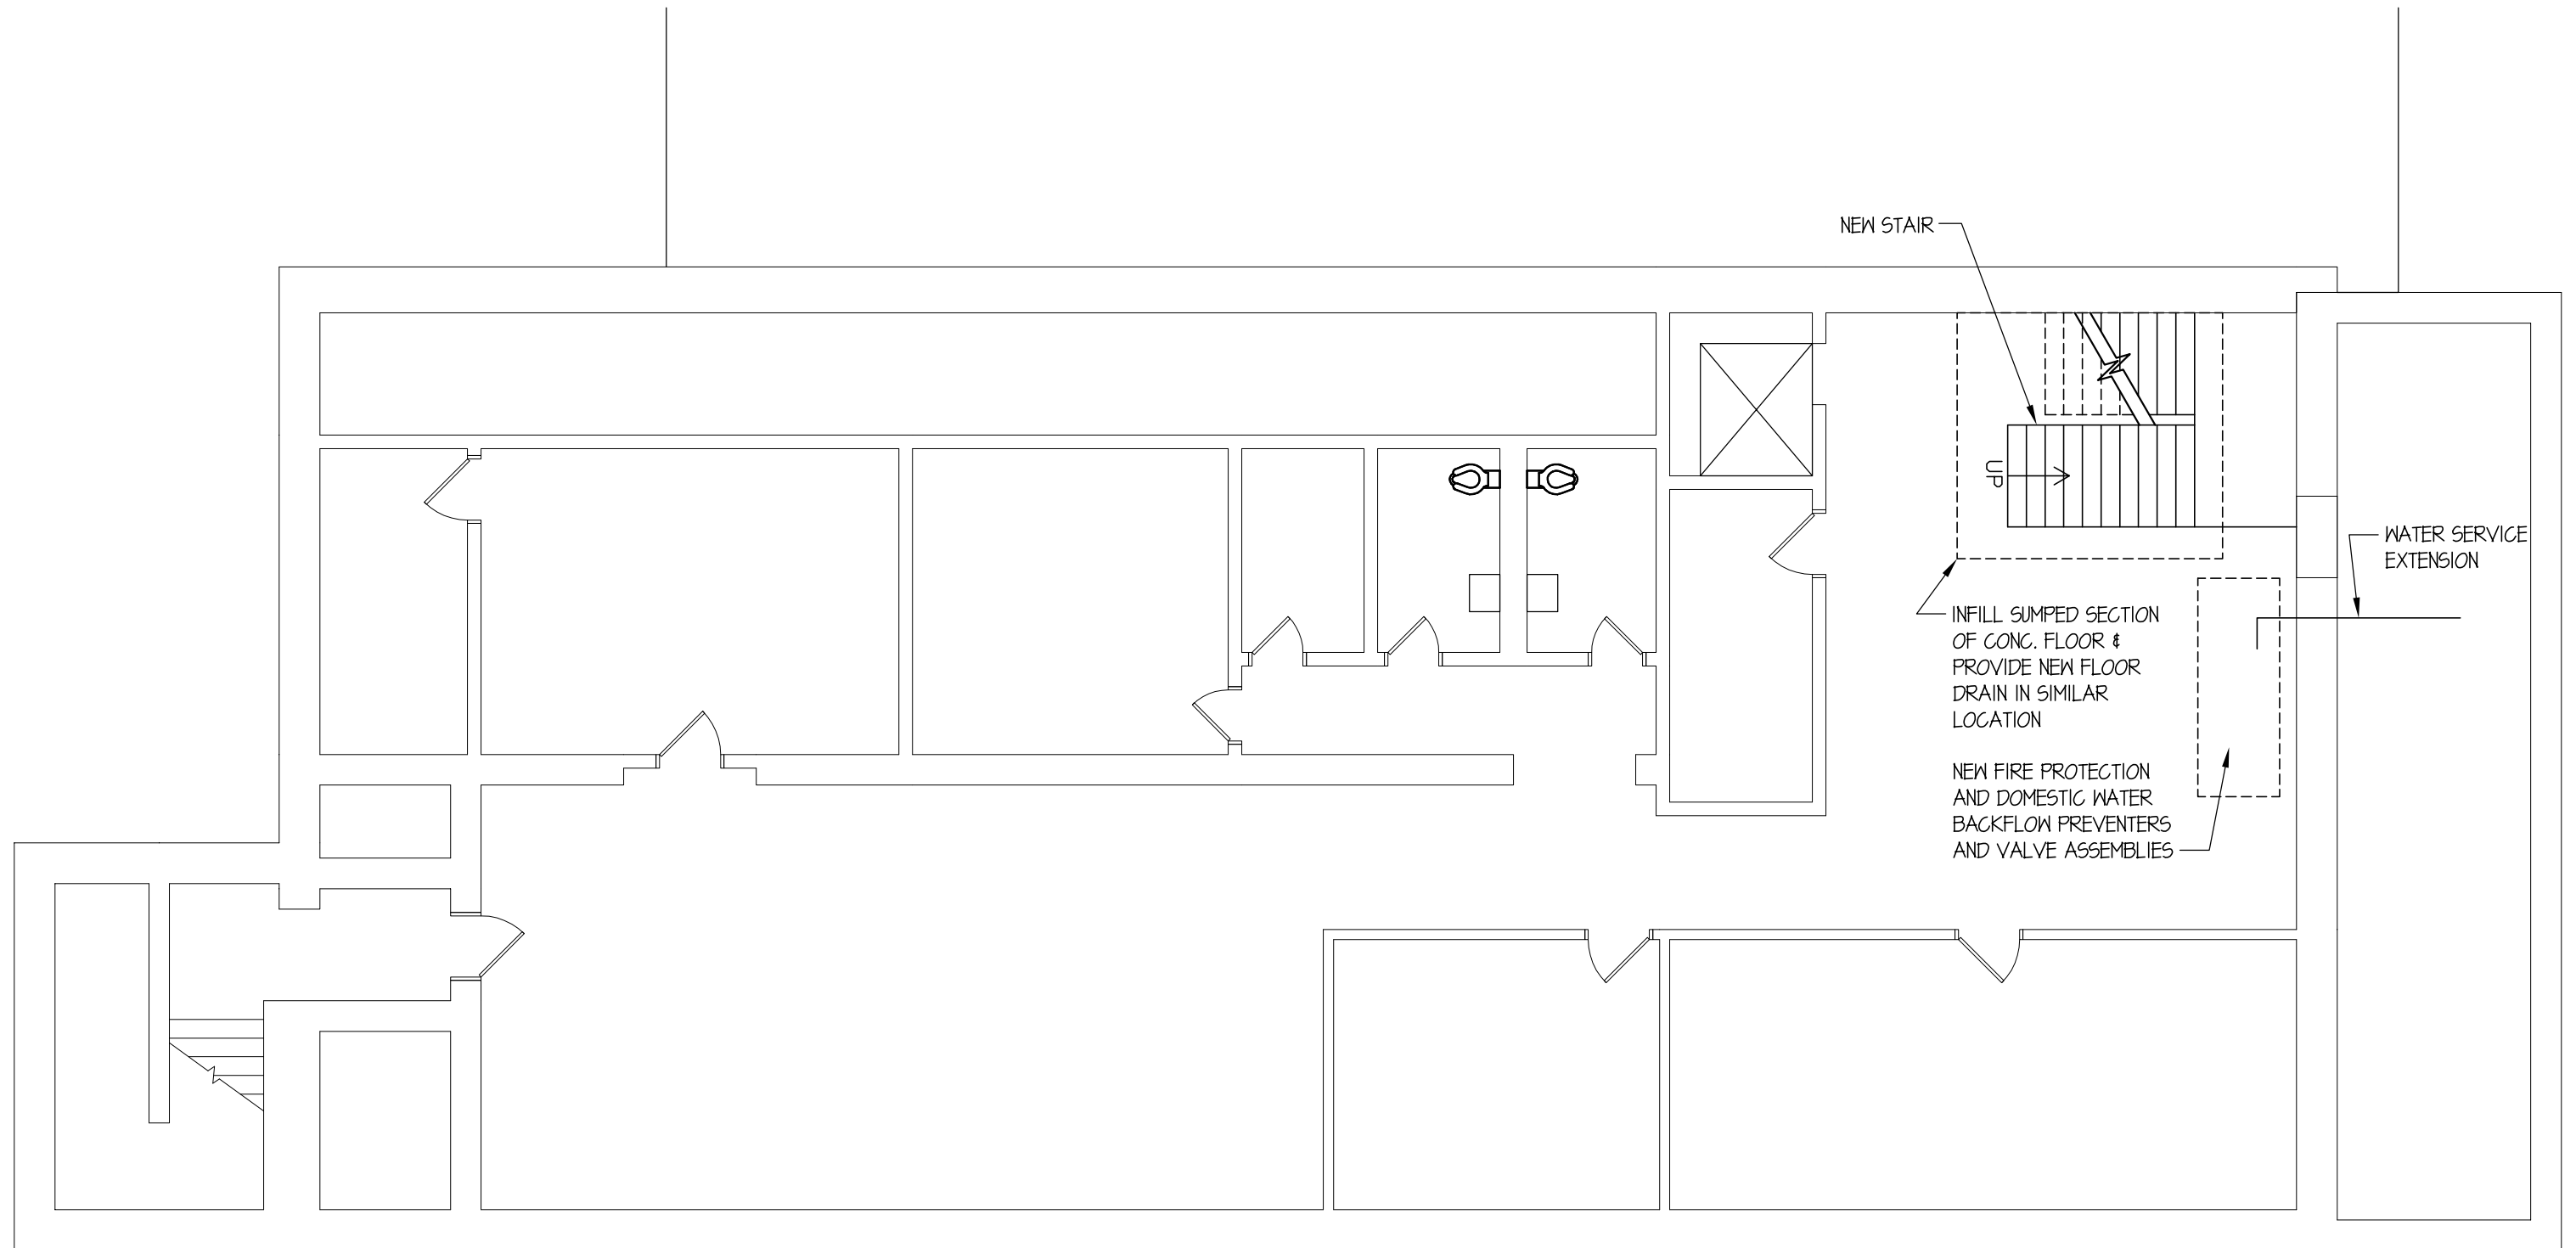 NEW STAIR
UP
WATER SERVICE
EXTENSION
INFILL SUMPED SECTION
OF CONC. FLOOR &
PROVIDE NEW FLOOR
DRAIN IN SIMILAR
LOCATION
NEW FIRE PROTECTION
AND DOMESTIC WATER
BACKFLOW PREVENTERS
AND VALVE ASSEMBLIES